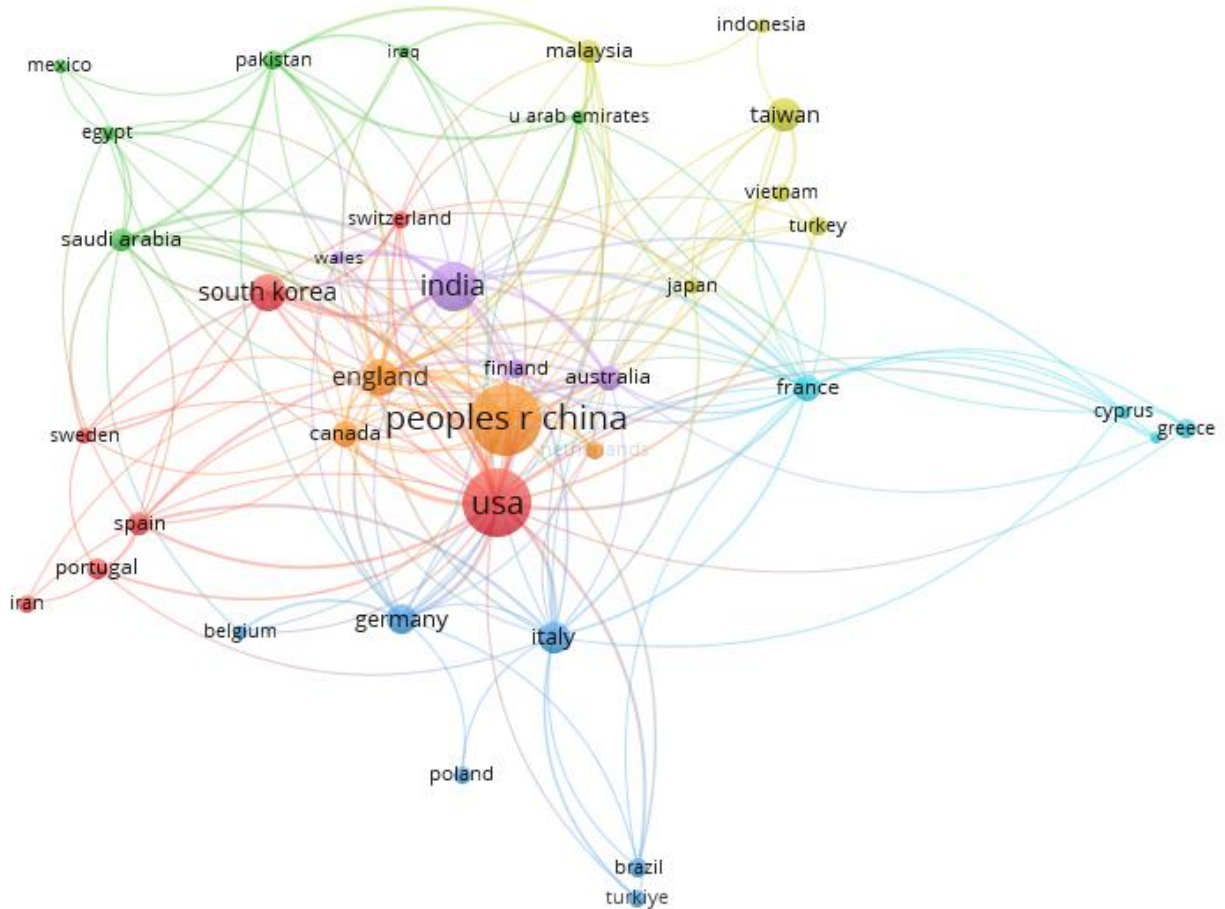 indonesia
mexico
pakistan
iraq
malaysia
egypt
u arab emirates
taiwan
vietnam
turkey
switzerland
saudi arabia
wales
south korea
india
japan
england
finland
australia
france
sweden
canada
peoples r china
cyprus
greece
netherlands
usa
spain
portugal
iran
belgium
germany
italy
poland
brazil
turkiye